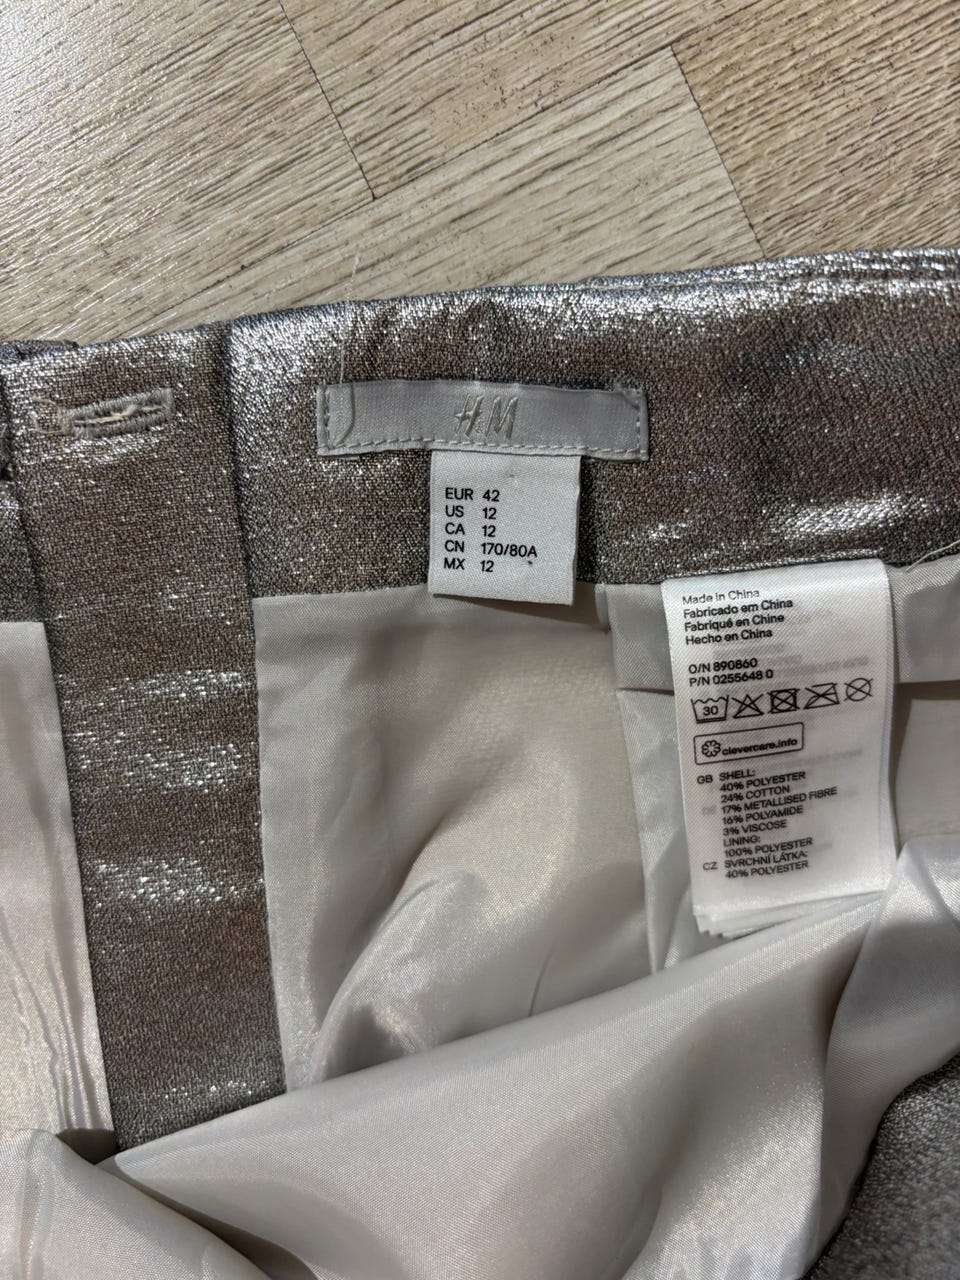 H&M
EUR 42
US 12
CA 12
CN 170/80A
MX 12
Made in China
Fabricado em China
Fabriqué en Chine
Hecho en China
O/N 890860
P/N 0255648 0
30
clevercare.info
GB SHELL:
40% POLYESTER
24% COTTON
17% METALLISED FIBRE
16% POLYAMIDE
3% VISCOSE
LINING:
100% POLYESTER
CZ SVRCHNÍ LÁTKA:
40% POLYESTER